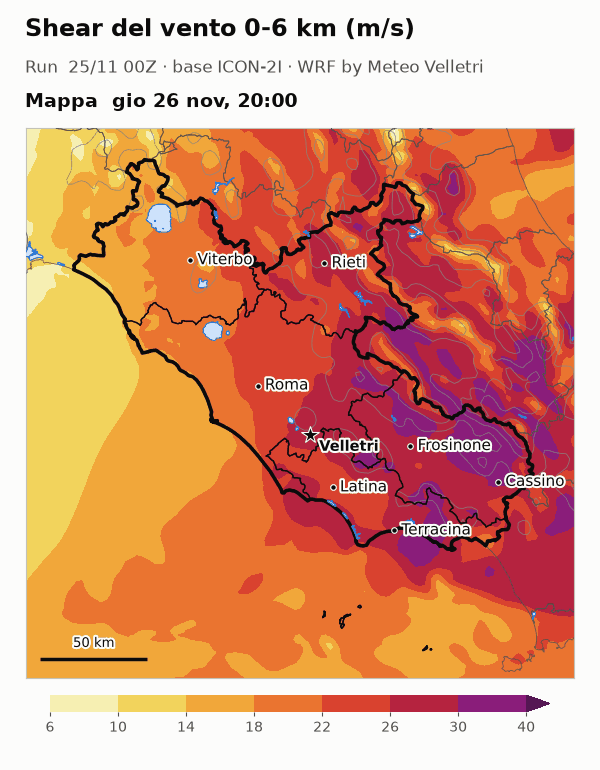 Shear del vento 0-6 km (m/s)
Run  25/11 00Z · base ICON-2I · WRF by Meteo Velletri
Mappa  gio 26 nov, 20:00
Viterbo
Rieti
Roma
Velletri
Frosinone
Latina
Cassino
Terracina
50 km
6 10 14 18 22 26 30 40